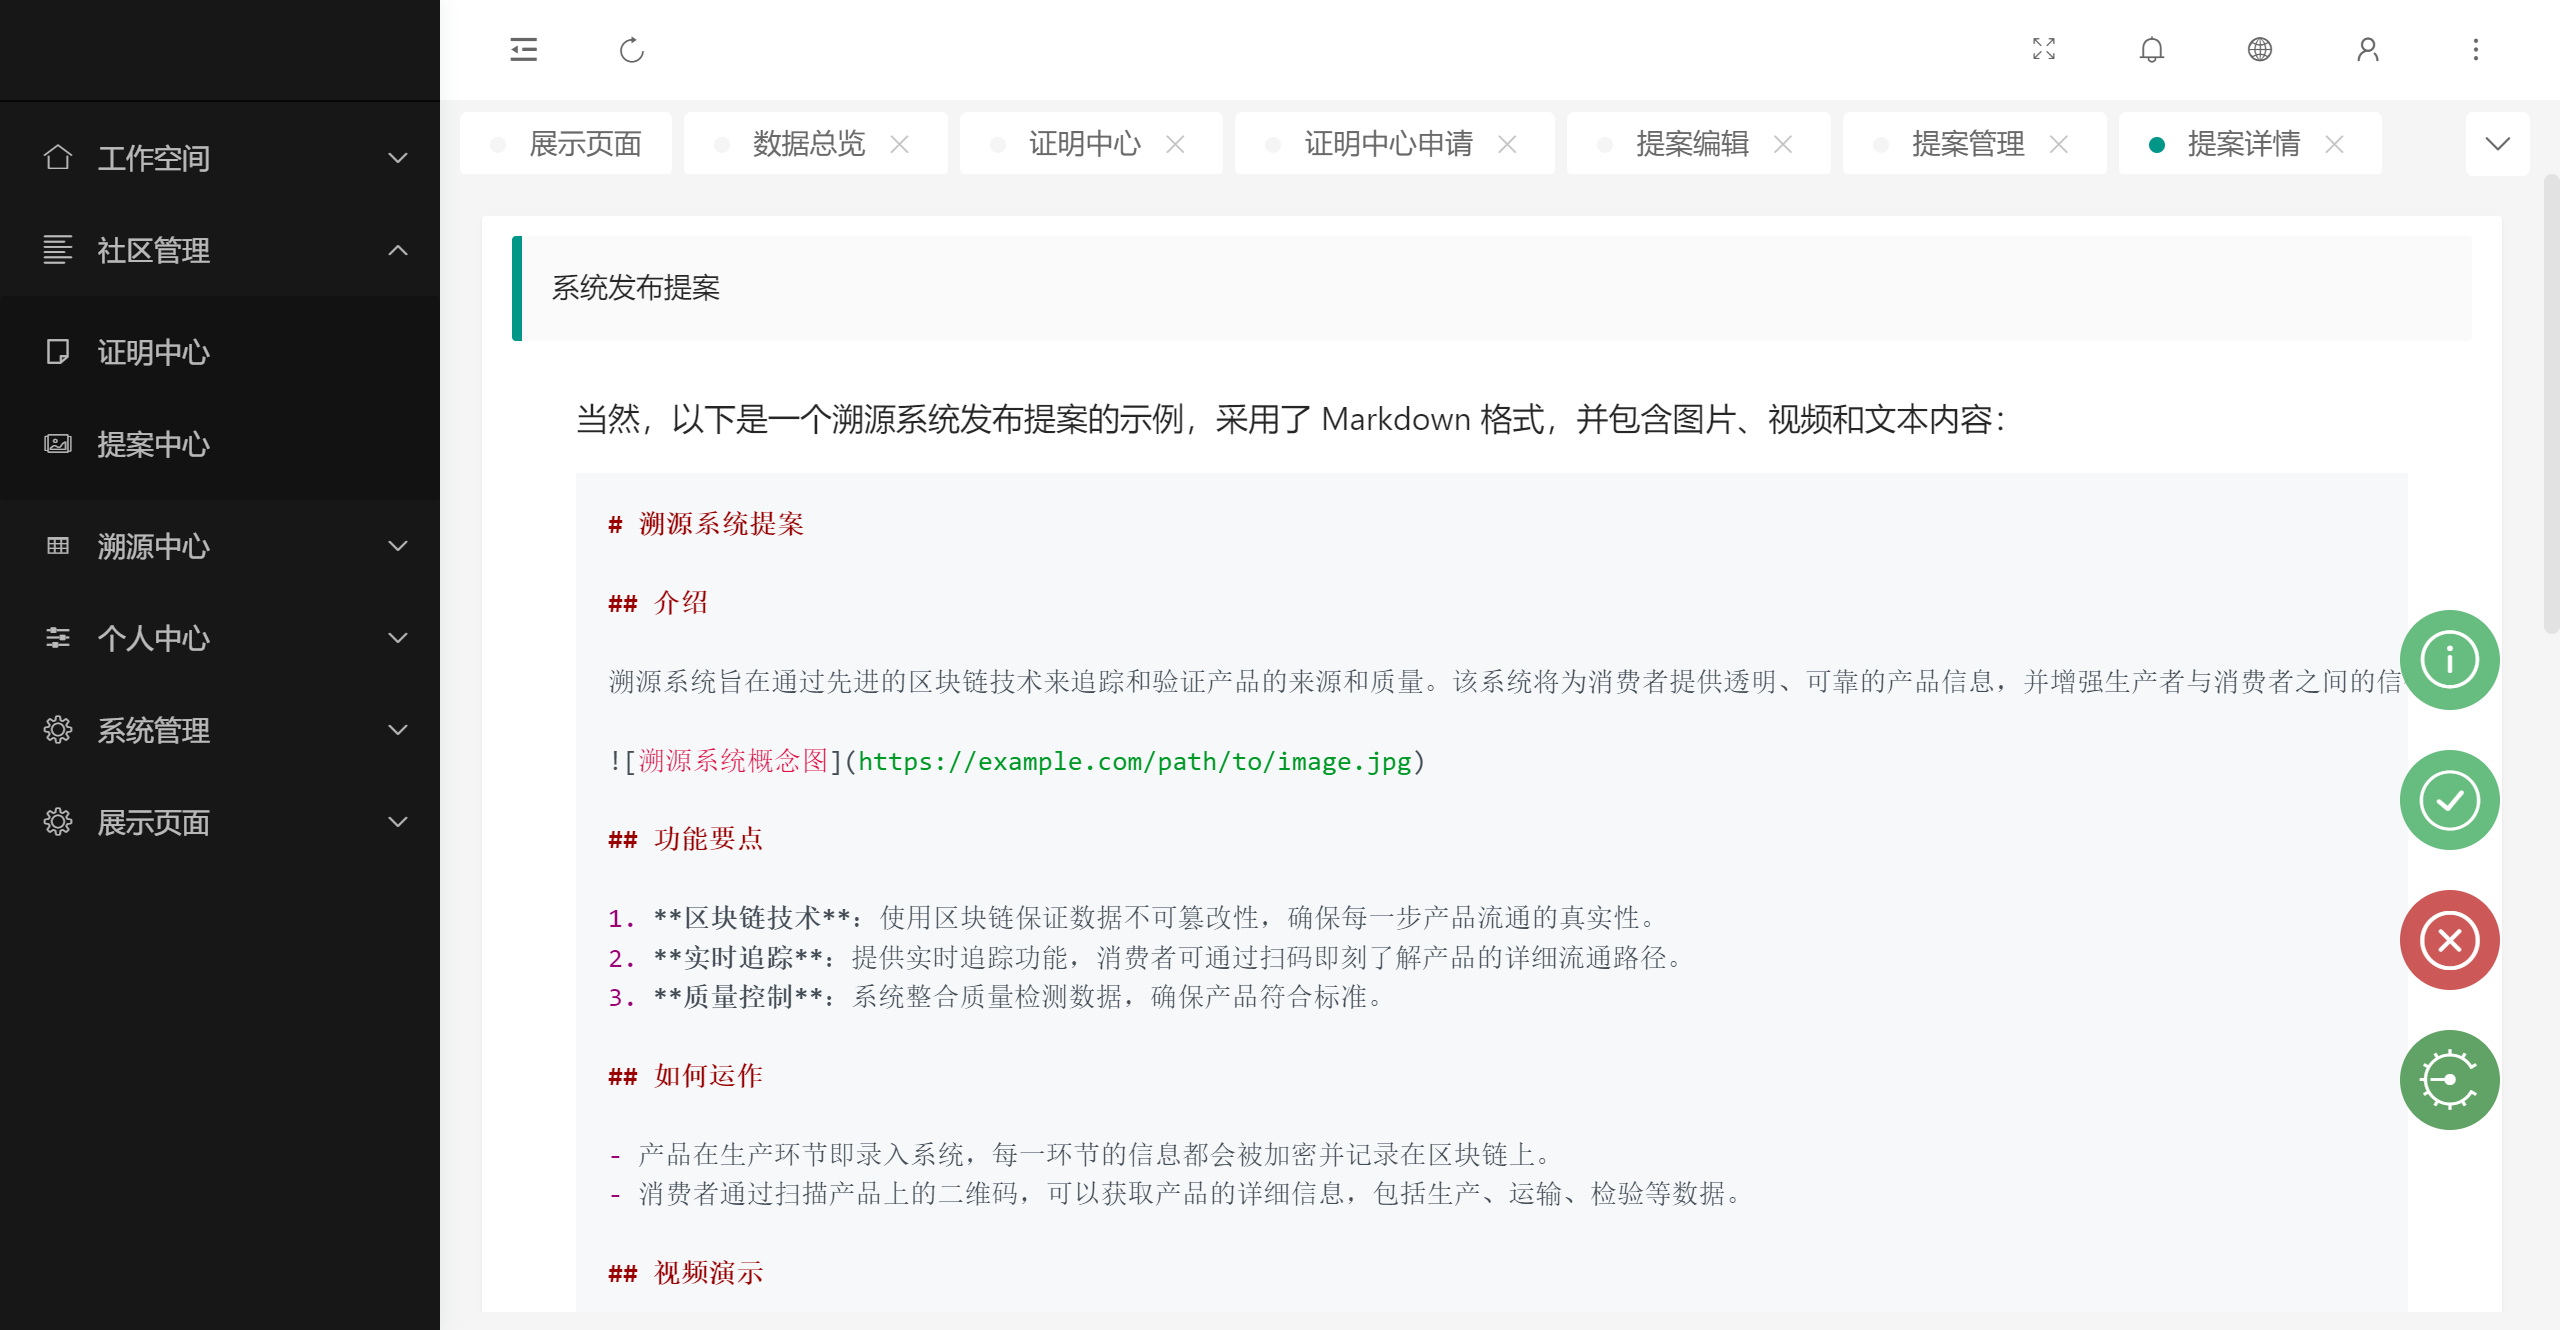 工作空间
社区管理
证明中心
提案中心
溯源中心
个人中心
系统管理
展示页面
展示页面
数据总览
证明中心
证明中心申请
提案编辑
提案管理
提案详情
系统发布提案
当然，以下是一个溯源系统发布提案的示例，采用了 Markdown 格式，并包含图片、视频和文本内容：
# 溯源系统提案
## 介绍
溯源系统旨在通过先进的区块链技术来追踪和验证产品的来源和质量。该系统将为消费者提供透明、可靠的产品信息，并增强生产者与消费者之间的信
![溯源系统概念图](https://example.com/path/to/image.jpg)
## 功能要点
1. **区块链技术**：使用区块链保证数据不可篡改性，确保每一步产品流通的真实性。
2. **实时追踪**：提供实时追踪功能，消费者可通过扫码即刻了解产品的详细流通路径。
3. **质量控制**：系统整合质量检测数据，确保产品符合标准。
## 如何运作
- 产品在生产环节即录入系统，每一环节的信息都会被加密并记录在区块链上。
- 消费者通过扫描产品上的二维码，可以获取产品的详细信息，包括生产、运输、检验等数据。
## 视频演示